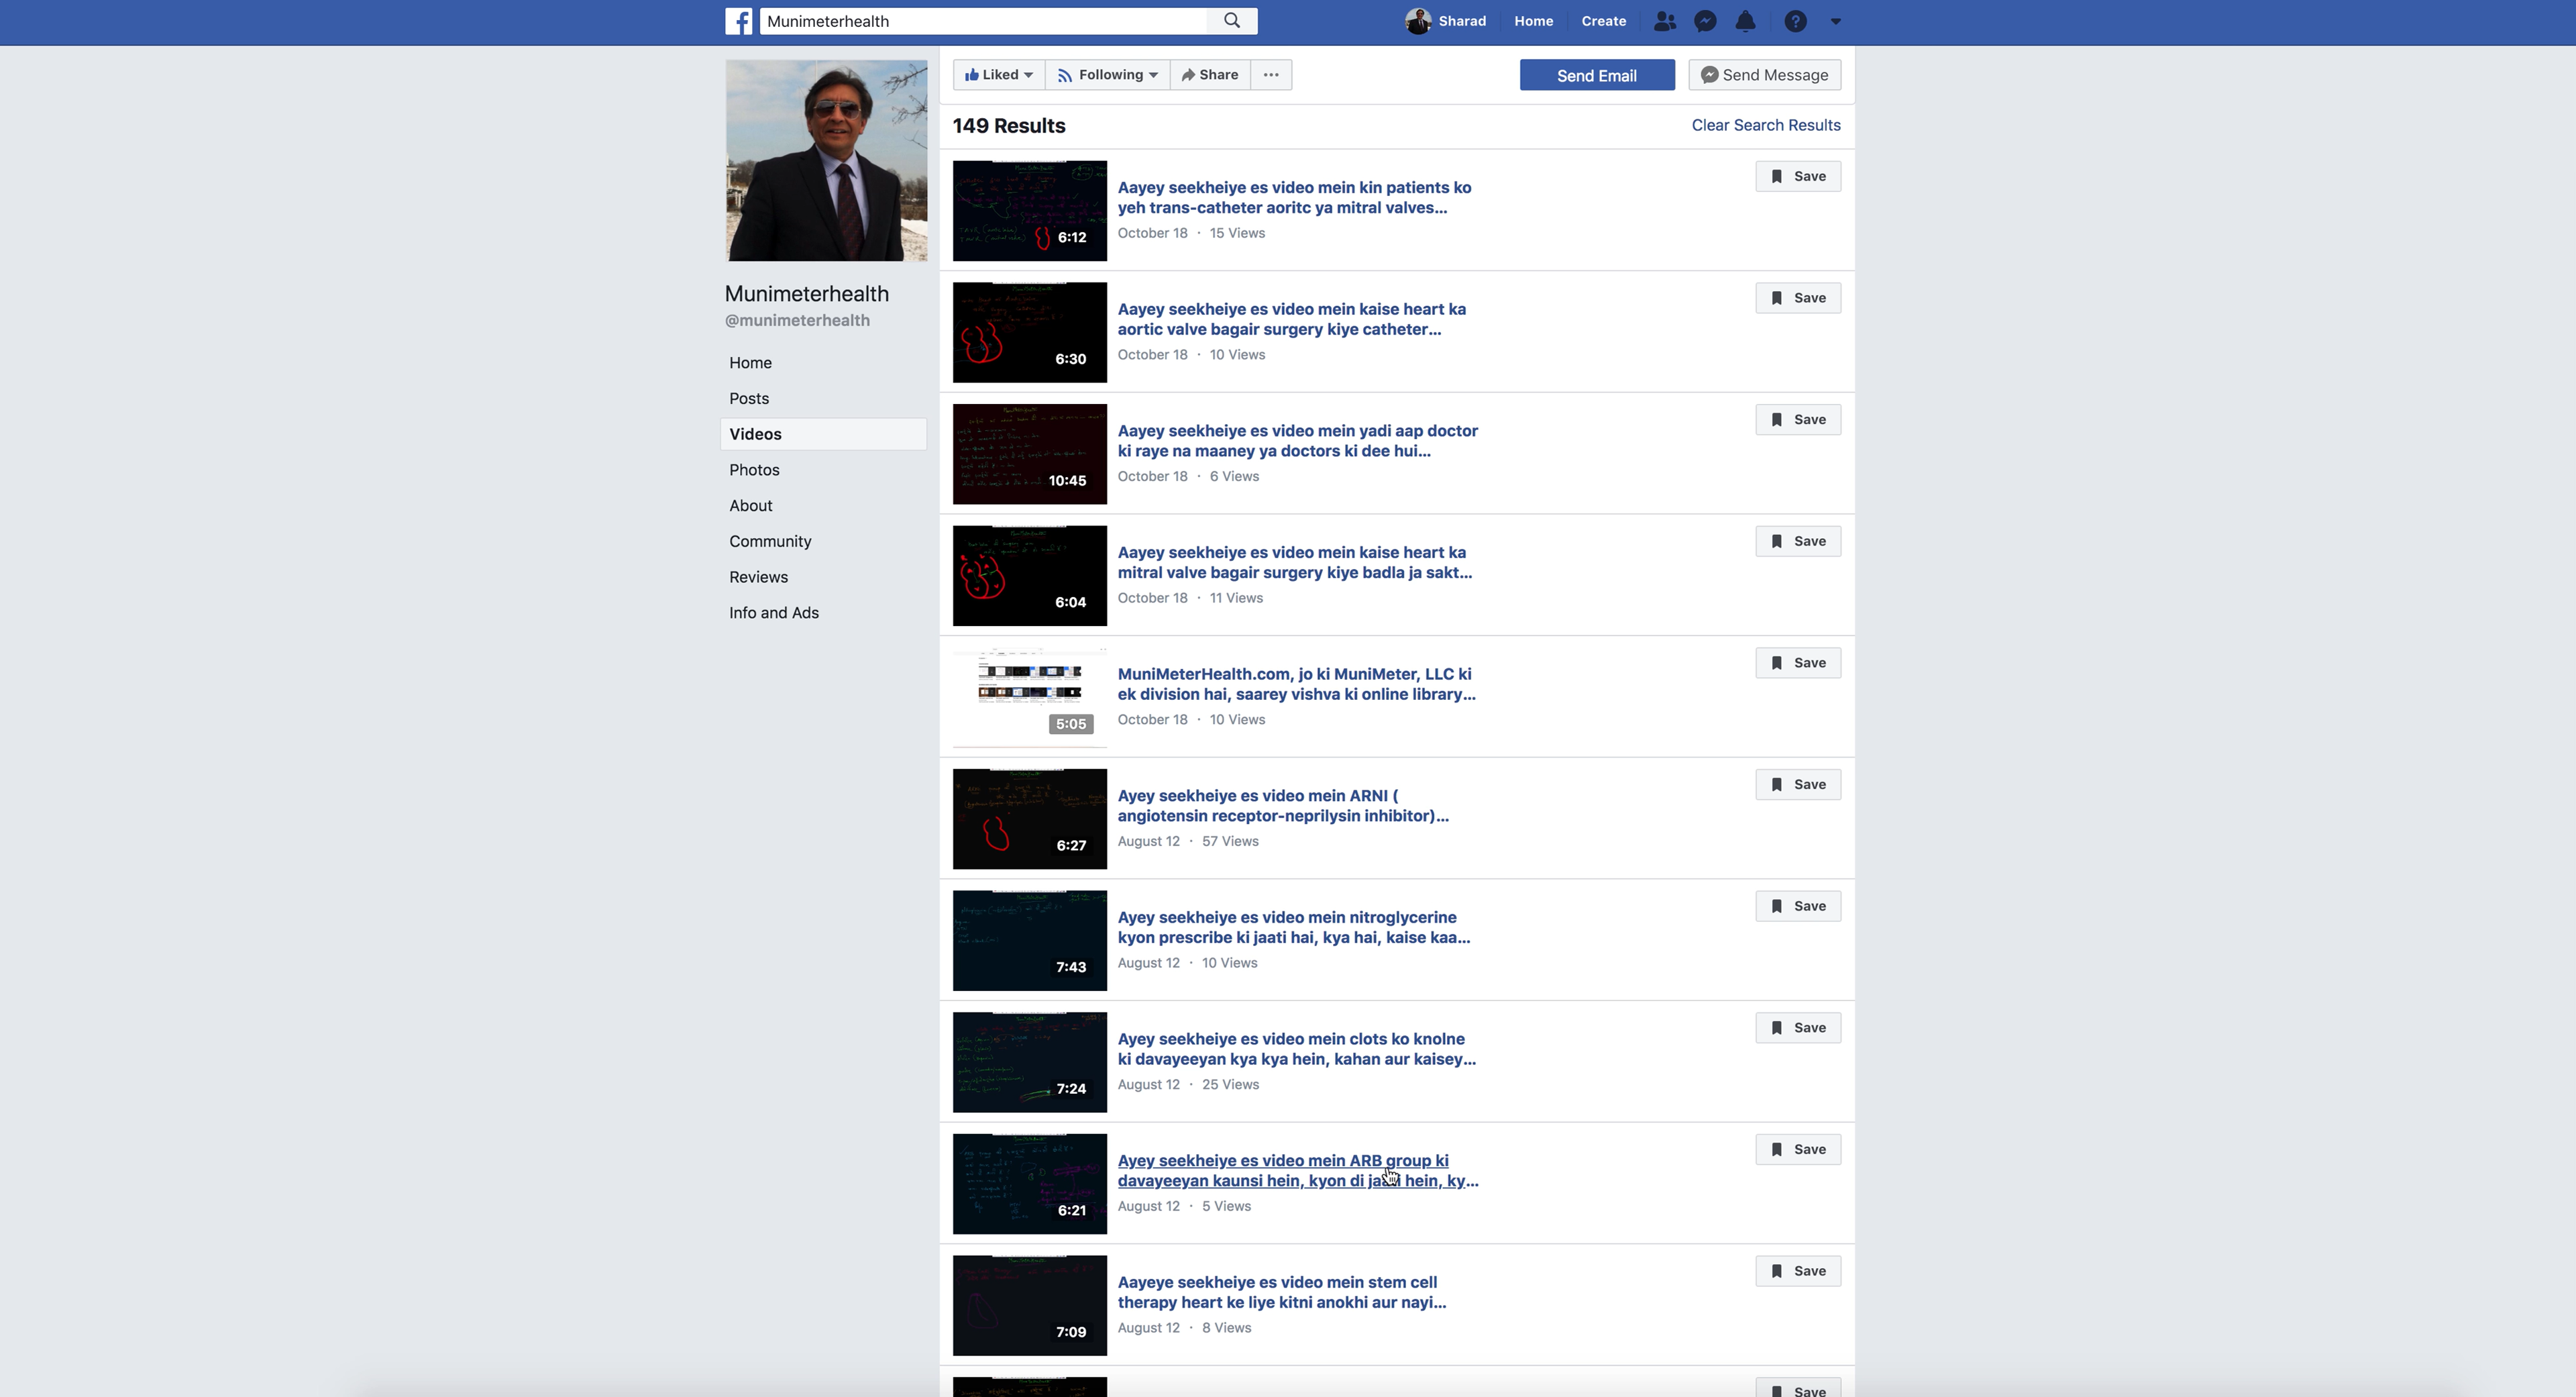 Munimeterhealth
Sharad Home Create
Liked Following Share ... Send Email Send Message
149 Results Clear Search Results
Munimeterhealth
@munimeterhealth
Home
Posts
Videos
Photos
About
Community
Reviews
Info and Ads
Aayey seekheiye es video mein kin patients ko
yeh trans-catheter aoritc ya mitral valves...
October 18 · 15 Views
6:12
Save
Aayey seekheiye es video mein kaise heart ka
aortic valve bagair surgery kiye catheter...
October 18 · 10 Views
6:30
Save
Aayey seekheiye es video mein yadi aap doctor
ki raye na maaney ya doctors ki dee hui...
October 18 · 6 Views
10:45
Save
Aayey seekheiye es video mein kaise heart ka
mitral valve bagair surgery kiye badla ja sakt...
October 18 · 11 Views
6:04
Save
MuniMeterHealth.com, jo ki MuniMeter, LLC ki
ek division hai, saarey vishva ki online library...
October 18 · 10 Views
5:05
Save
Ayey seekheiye es video mein ARNI (
angiotensin receptor-neprilysin inhibitor)...
August 12 · 57 Views
6:27
Save
Ayey seekheiye es video mein nitroglycerine
kyon prescribe ki jaati hai, kya hai, kaise kaa...
August 12 · 10 Views
7:43
Save
Ayey seekheiye es video mein clots ko knolne
ki davayeeyan kya kya hein, kahan aur kaisey...
August 12 · 25 Views
7:24
Save
Ayey seekheiye es video mein ARB group ki
davayeeyan kaunsi hein, kyon di hein, ky...
August 12 · 5 Views
6:21
Save
Aayeye seekheiye es video mein stem cell
therapy heart ke liye kitni anokhi aur nayi...
August 12 · 8 Views
7:09
Save
Save